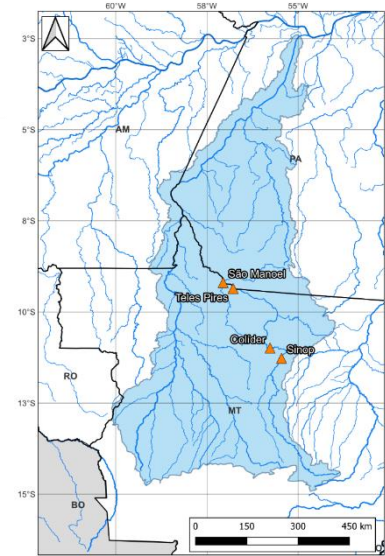 60°W 58°W 55°W
3°S
5°S
AM
PA
8°S
São Manoel
Teles Pires
10°S
Colíder
Sinop
RO
13°S
MT
15°S
BO
0 150 300 450 km